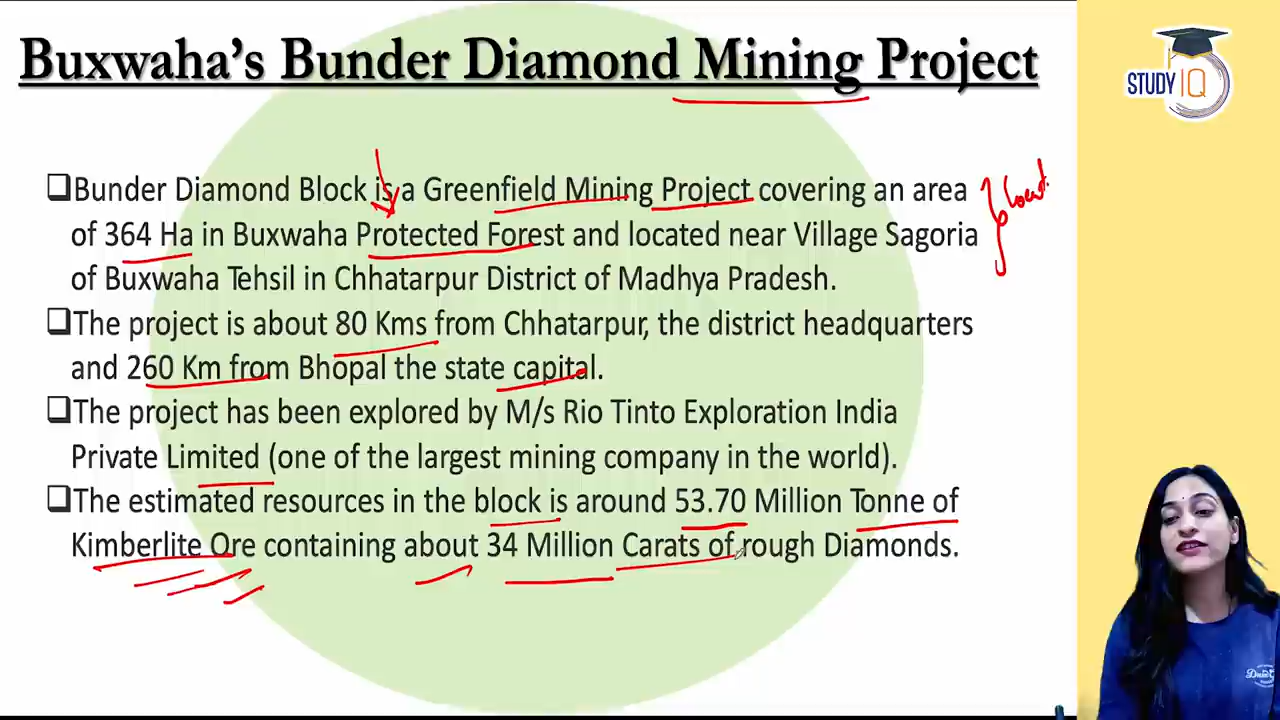 Buxwaha's Bunder Diamond Mining Project
STUDY IQ
❑Bunder Diamond Block is a Greenfield Mining Project covering an area
of 364 Ha in Buxwaha Protected Forest and located near Village Sagoria
of Buxwaha Tehsil in Chhatarpur District of Madhya Pradesh.
❑The project is about 80 Kms from Chhatarpur, the district headquarters
and 260 Km from Bhopal the state capital.
❑The project has been explored by M/s Rio Tinto Exploration India
Private Limited (one of the largest mining company in the world).
❑The estimated resources in the block is around 53.70 Million Tonne of
Kimberlite Ore containing about 34 Million Carats of rough Diamonds.